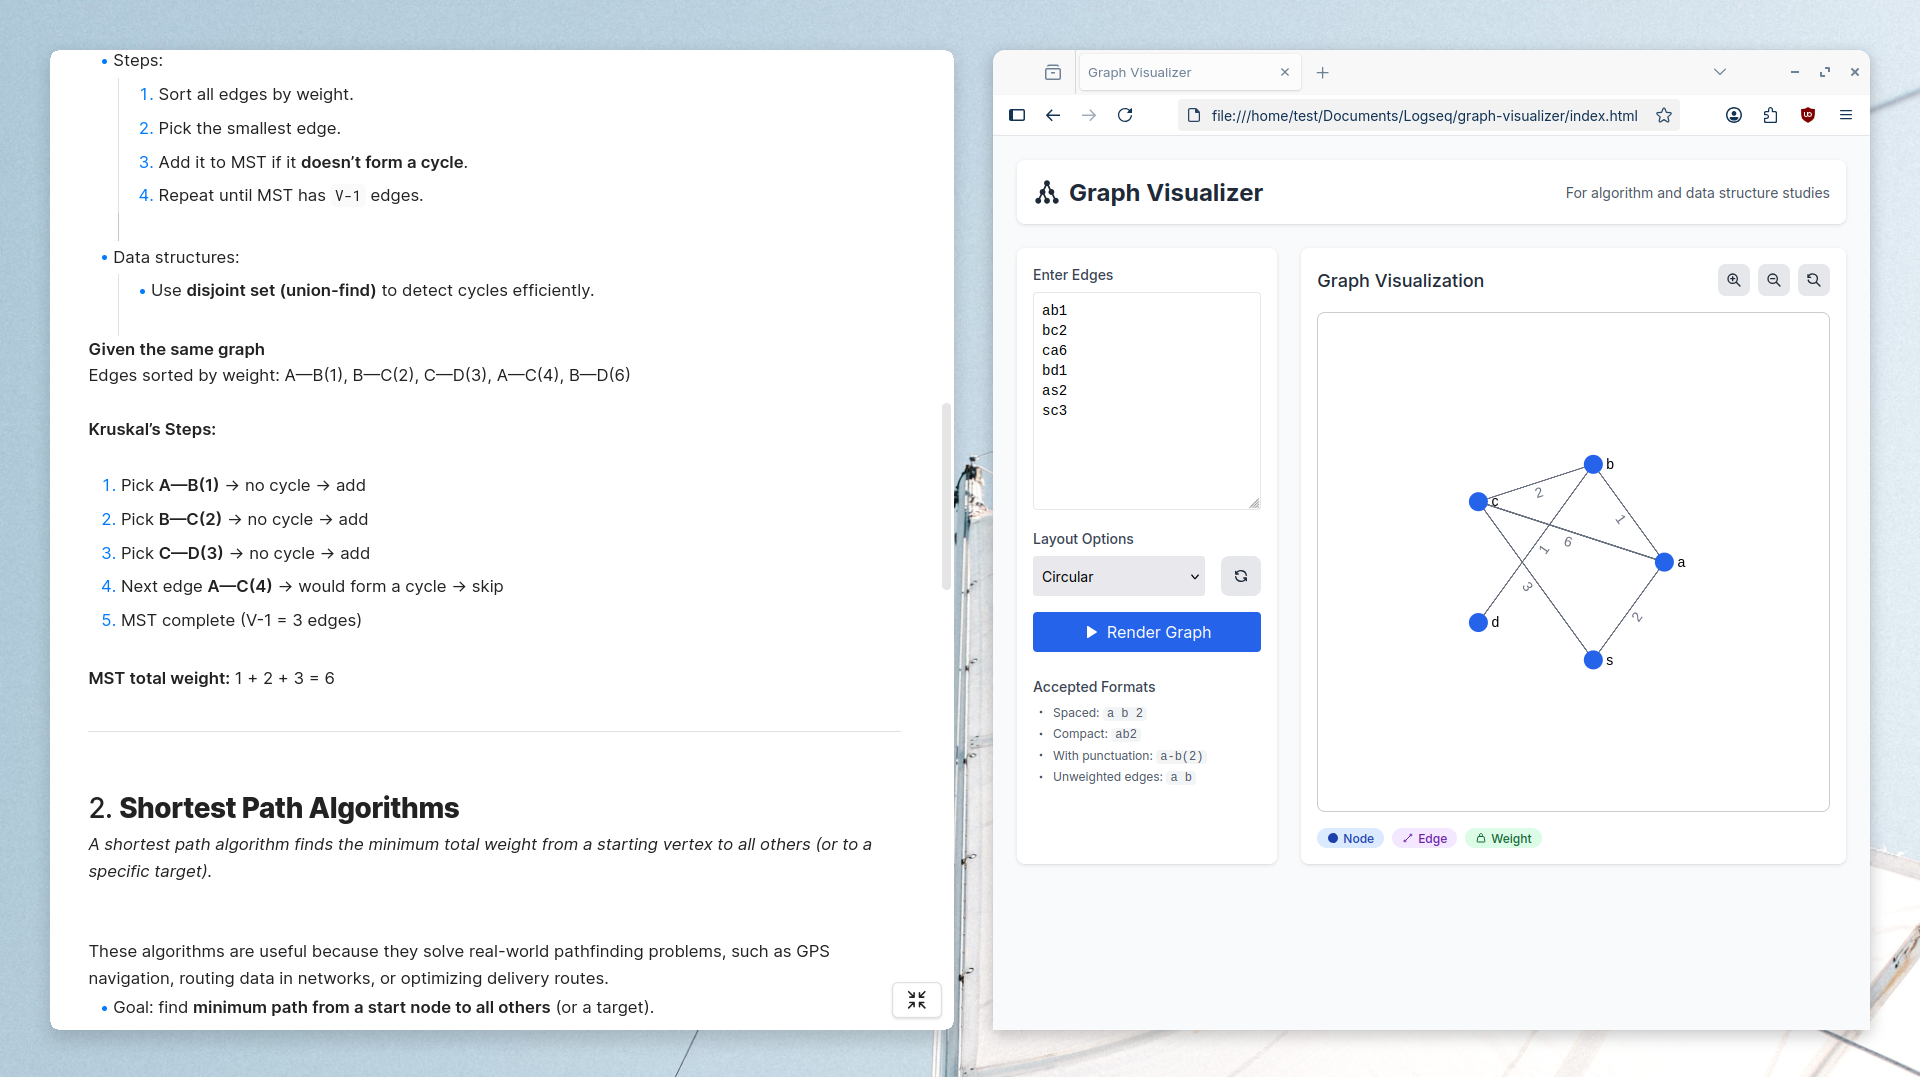 Steps:
1. Sort all edges by weight.
2. Pick the smallest edge.
3. Add it to MST if it doesn’t form a cycle.
4. Repeat until MST has V-1 edges.
Data structures:
Use disjoint set (union-find) to detect cycles efficiently.
Given the same graph
Edges sorted by weight: A—B(1), B—C(2), C—D(3), A—C(4), B—D(6)
Kruskal’s Steps:
1. Pick A—B(1) → no cycle → add
2. Pick B—C(2) → no cycle → add
3. Pick C—D(3) → no cycle → add
4. Next edge A—C(4) → would form a cycle → skip
5. MST complete (V-1 = 3 edges)
MST total weight: 1 + 2 + 3 = 6
2. Shortest Path Algorithms
A shortest path algorithm finds the minimum total weight from a starting vertex to all others (or to a
specific target).
These algorithms are useful because they solve real-world pathfinding problems, such as GPS
navigation, routing data in networks, or optimizing delivery routes.
Goal: find minimum path from a start node to all others (or a target).
Graph Visualizer
file:///home/test/Documents/Logseq/graph-visualizer/index.html
Graph Visualizer
For algorithm and data structure studies
Enter Edges
ab1
bc2
ca6
bd1
as2
sc3
Layout Options
Circular
Render Graph
Accepted Formats
Spaced: a b 2
Compact: ab2
With punctuation: a-b(2)
Unweighted edges: a b
Graph Visualization
b
c
2
1
6
1
a
3
d
2
s
Node
Edge
Weight